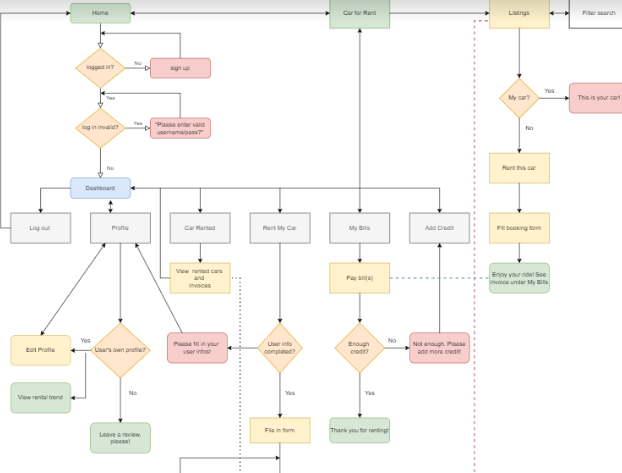 Home
Car for Rent
Listings
Filter search
logged in?
No
sign up
Yes
My car?
Yes
This is your car!
log in invalid?
Yes
"Please enter valid
username/pass?"
No
No
Rent this car
Dashboard
Log out
Profile
Car Rented
Rent My Car
My Bills
Add Credit
Fill booking form
View rented cars
and
invoices
Pay bill(s)
Enjoy your ride! See
invoice under My Bills
Edit Profile
Yes
User's own profile?
Please fill in your
user infos!
User info
completed?
Enough
credit?
No
Not enough. Please
add more credit!
View rental trend
No
Yes
Yes
Leave a review,
please!
File in form
Thank you for renting!